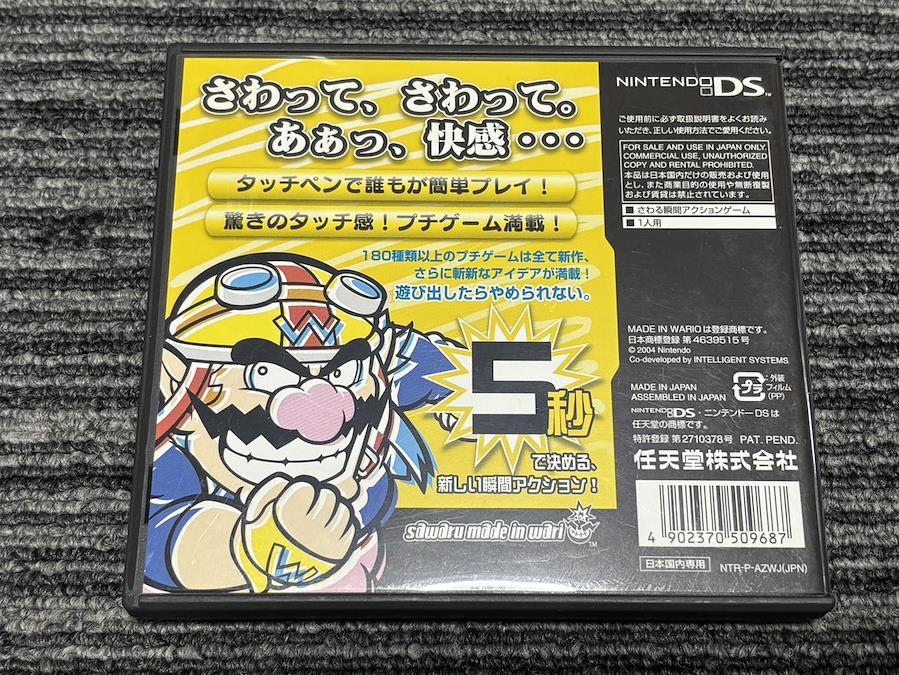 さわって、さわって。
あぁっ、快感・・・
タッチペンで誰もが簡単プレイ！
驚きのタッチ感！プチゲーム満載！
180種類以上のプチゲームは全て新作、
さらに斬新なアイデアが満載！
遊び出したらやめられない。
W
5秒
で決める、
新しい瞬間アクション！
W
sawaru made in wari
TM
NINTENDO DS
TM
ご使用前に必ず取扱説明書をよくお読み
いただき、正しい使用方法でご愛用ください。
FOR SALE AND USE IN JAPAN ONLY.
COMMERCIAL USE, UNAUTHORIZED
COPY AND RENTAL PROHIBITED.
本品は日本国内だけの販売および使用
とし、また商業目的の使用や無断複製
および賃貸は禁止されています。
■さわる瞬間アクションゲーム
■1人用
MADE IN WARIOは登録商標です。
日本商標登録 第4639515号
© 2004 Nintendo
Co-developed by INTELLIGENT SYSTEMS
MADE IN JAPAN
ASSEMBLED IN JAPAN
プラ
外装
フィルム
(PP)
NINTENDO DS・ニンテンドーDSは
任天堂の商標です。
特許登録 第2710378号 PAT. PEND.
任天堂株式会社
4 902370 509687
日本国内専用
NTR-P-AZWJ(JPN)